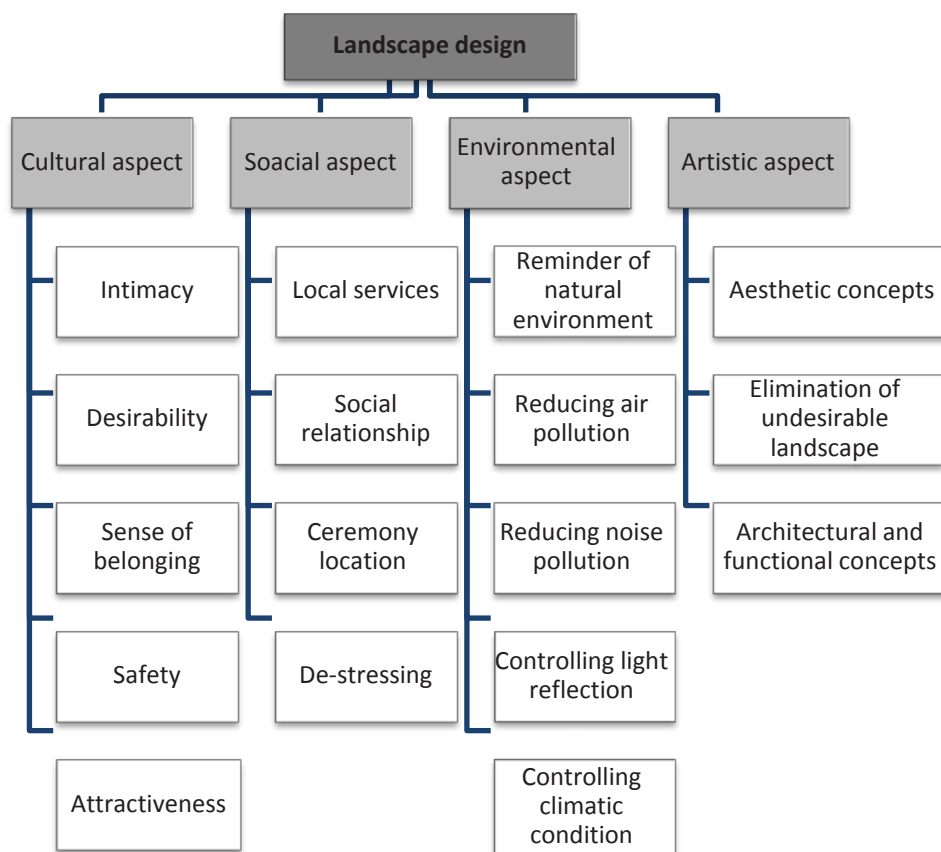 Landscape design
Cultural aspect
Intimacy
Desirability
Sense of
belonging
Safety
Attractiveness
Soacial aspect
Local services
Social
relationship
Ceremony
location
De-stressing
Environmental
aspect
Reminder of
natural
environment
Reducing air
pollution
Reducing noise
pollution
Controlling light
reflection
Controlling
climatic
condition
Artistic aspect
Aesthetic concepts
Elimination of
undesirable
landscape
Architectural and
functional concepts